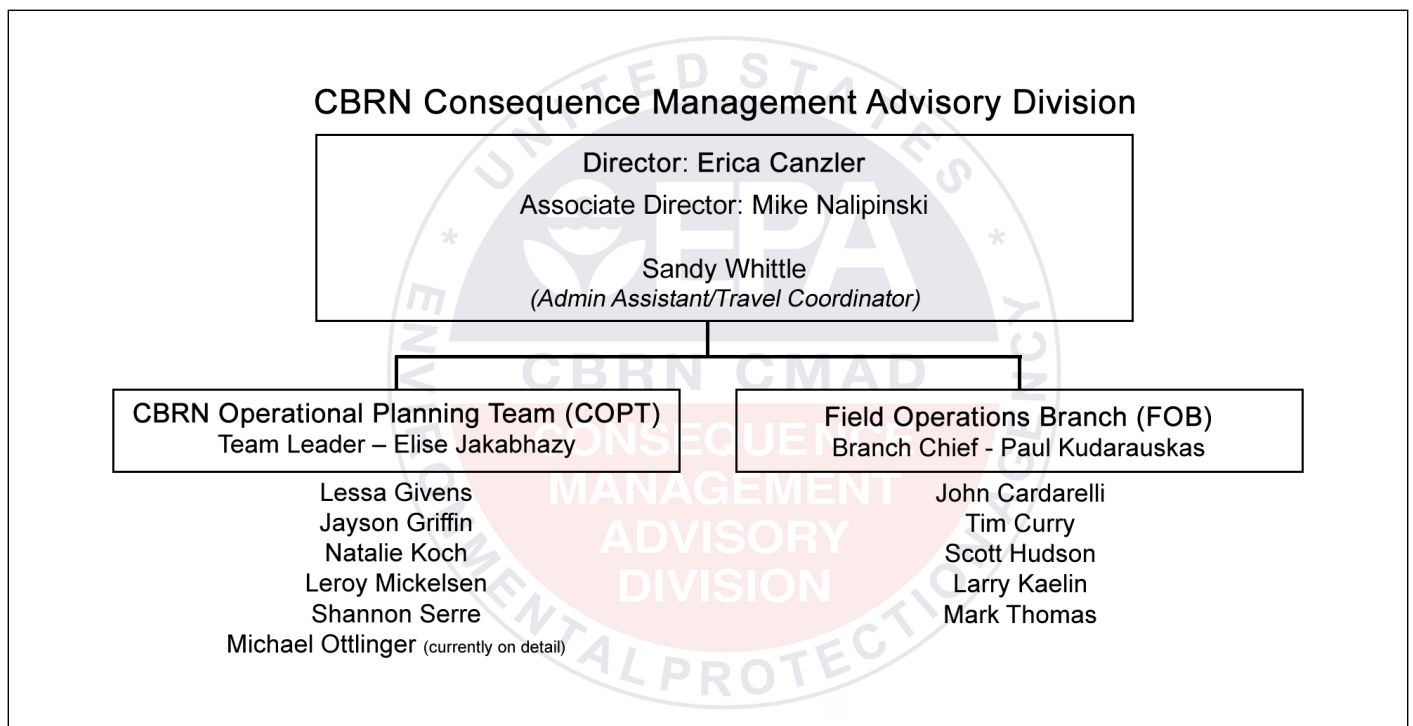 CBRN Consequence Management Advisory Division
Director: Erica Canzler
Associate Director: Mike Nalipinski
Sandy Whittle
(Admin Assistant/Travel Coordinator)
CBRN Operational Planning Team (COPT)
Team Leader – Elise Jakabhazy
Lessa Givens
Jayson Griffin
Natalie Koch
Leroy Mickelsen
Shannon Serre
Michael Ottlinger (currently on detail)
Field Operations Branch (FOB)
Branch Chief - Paul Kudarauskas
John Cardarelli
Tim Curry
Scott Hudson
Larry Kaelin
Mark Thomas
* UNITED STATES *
ENVIRONMENTAL PROTECTION AGENCY
EPA
CBRN CMAD
CONSEQUENCE
MANAGEMENT
ADVISORY
DIVISION